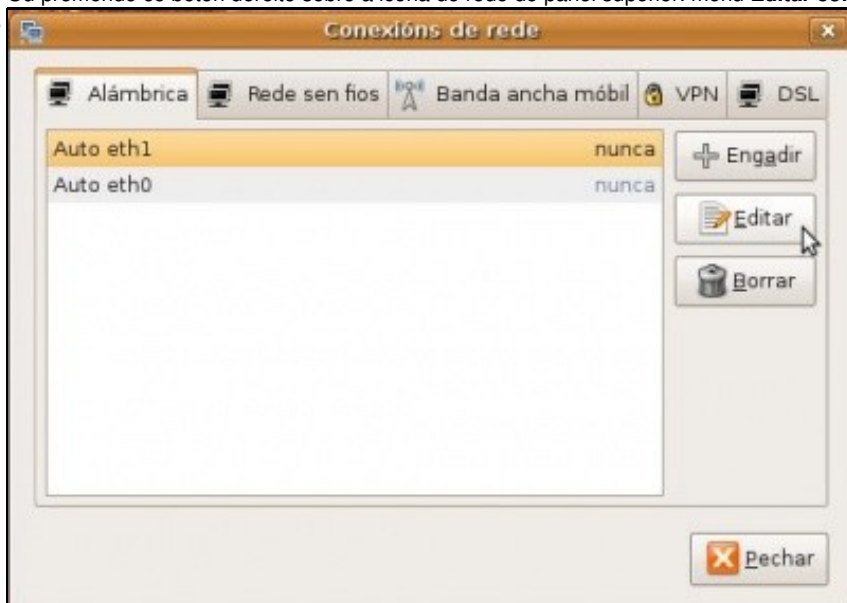 Conexións de rede
Alámbrica Rede sen fios Banda ancha móbil VPN DSL
Auto eth1 nunca
Auto eth0 nunca
Engadir
Editar
Borrar
Pechar